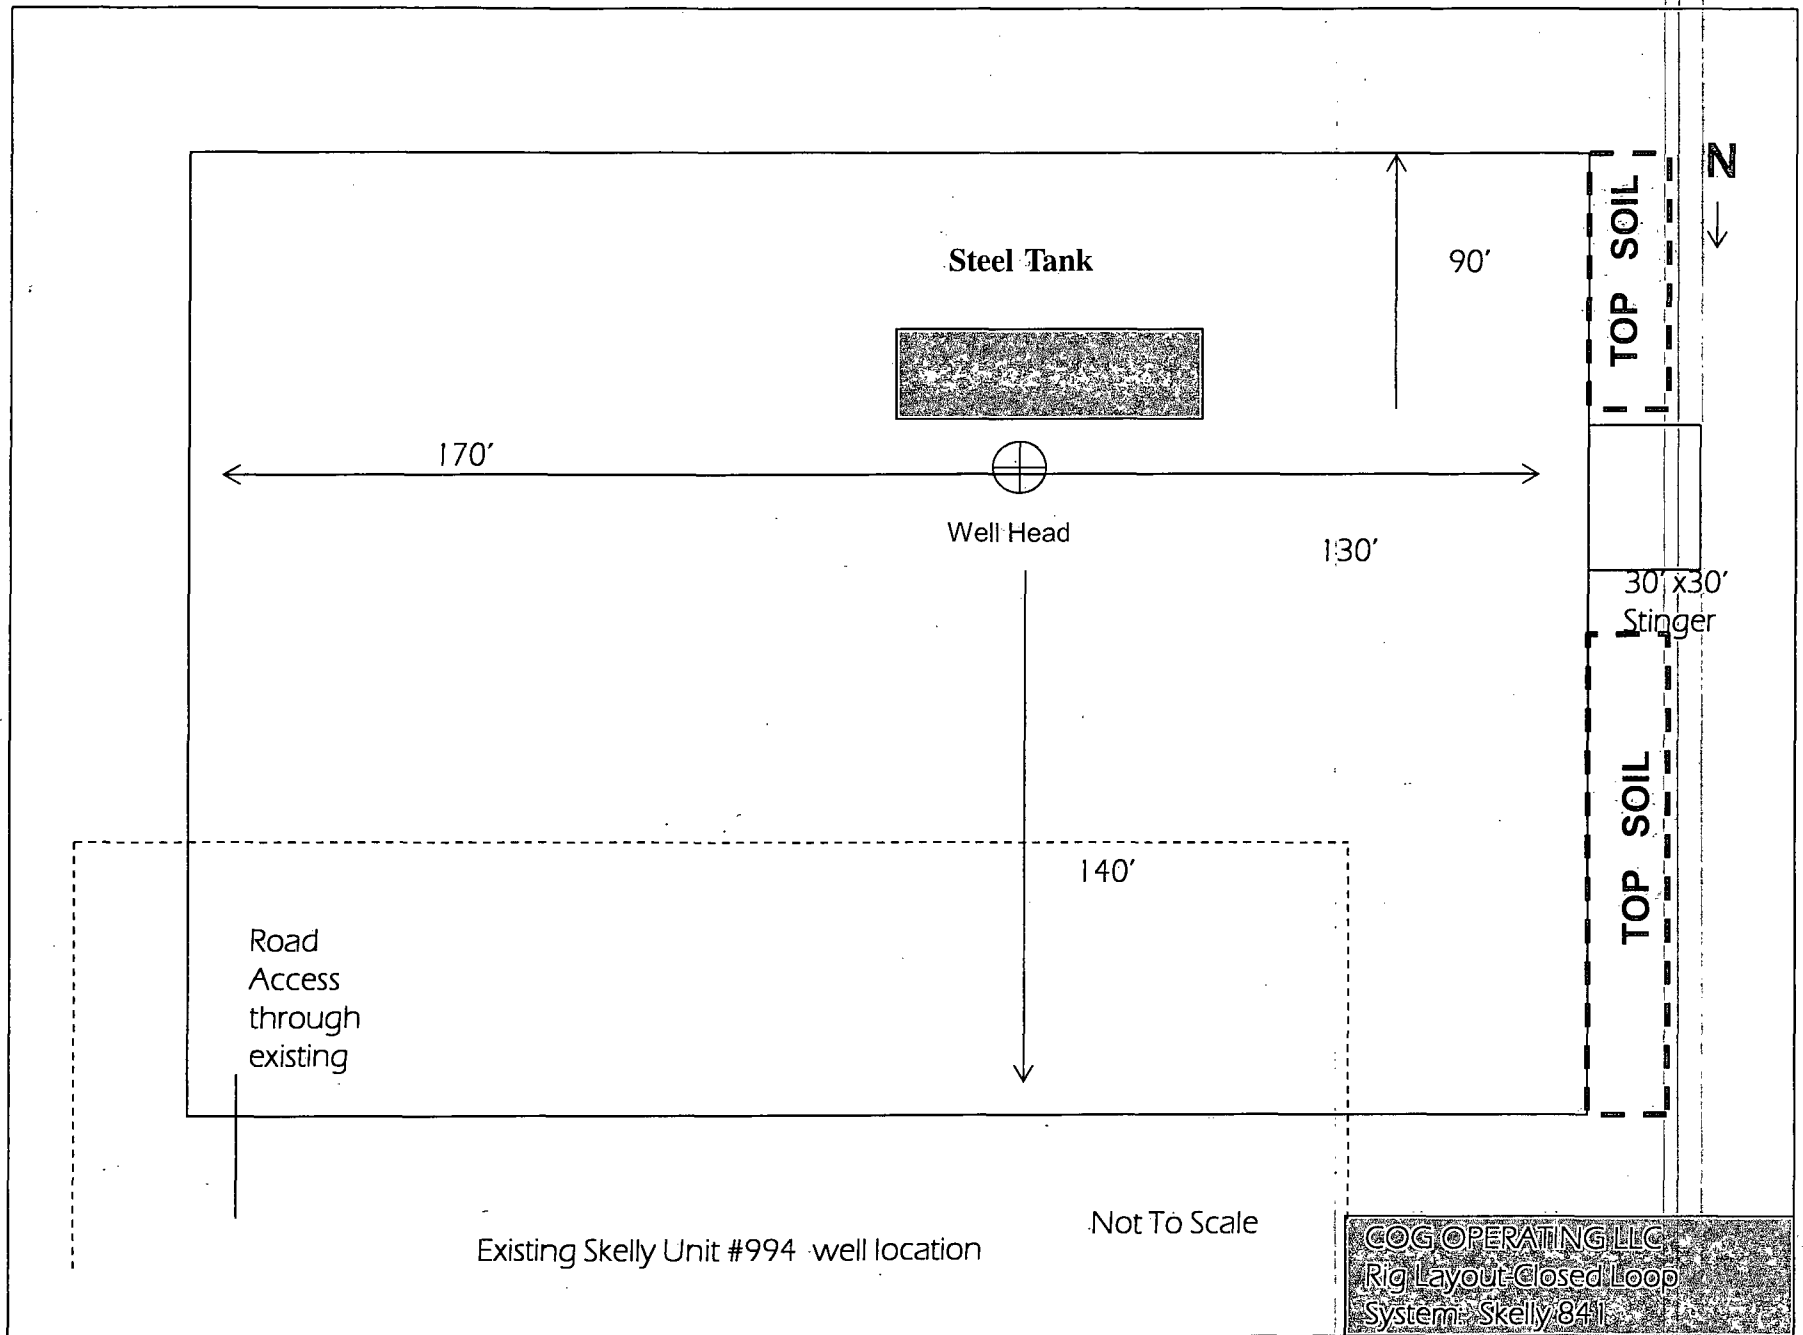 N
TOP SOIL
Steel Tank
90'
170'
Well Head
130'
30' x30'
Stinger
TOP SOIL
140'
Road
Access
through
existing
Not To Scale
Existing Skelly Unit #994 well location
COG OPERATING LLC
Rig Layout-Closed Loop
System: Skelly 841